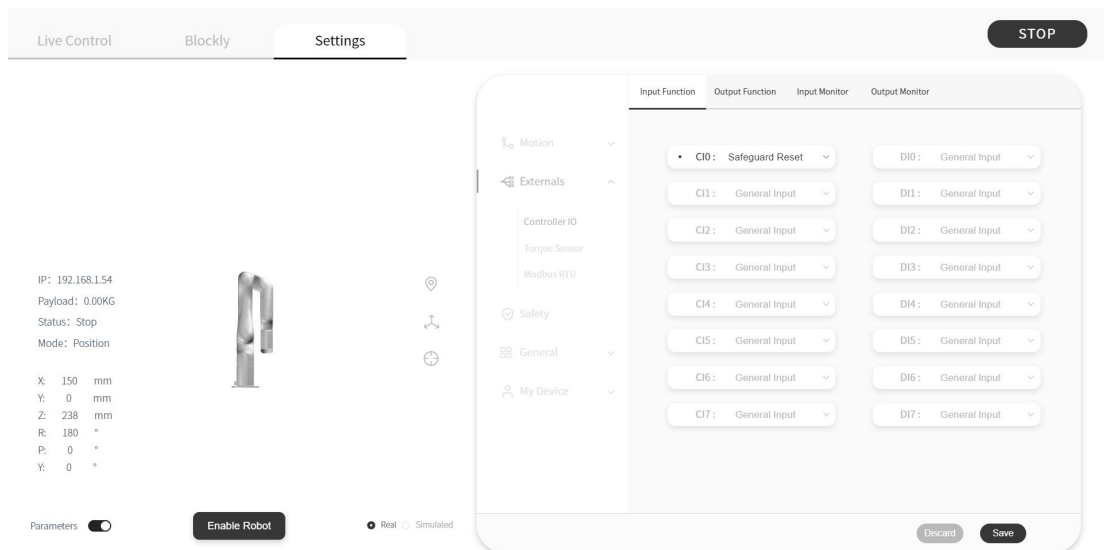 Live Control Blockly Settings STOP
Input Function Output Function Input Monitor Output Monitor
Motion
Externals
Controller IO
Torque Sensor
Modbus RTU
Safety
General
My Device
• CI0 : Safeguard Reset DI0 : General Input
CI1 : General Input DI1 : General Input
CI2 : General Input DI2 : General Input
CI3 : General Input DI3 : General Input
CI4 : General Input DI4 : General Input
CI5 : General Input DI5 : General Input
CI6 : General Input DI6 : General Input
CI7 : General Input DI7 : General Input
IP: 192.168.1.54
Payload: 0.00KG
Status: Stop
Mode: Position
X: 150 mm
Y: 0 mm
Z: 238 mm
R: 180 °
P: 0 °
Y: 0 °
Parameters Enable Robot Real Simulated
Discard Save